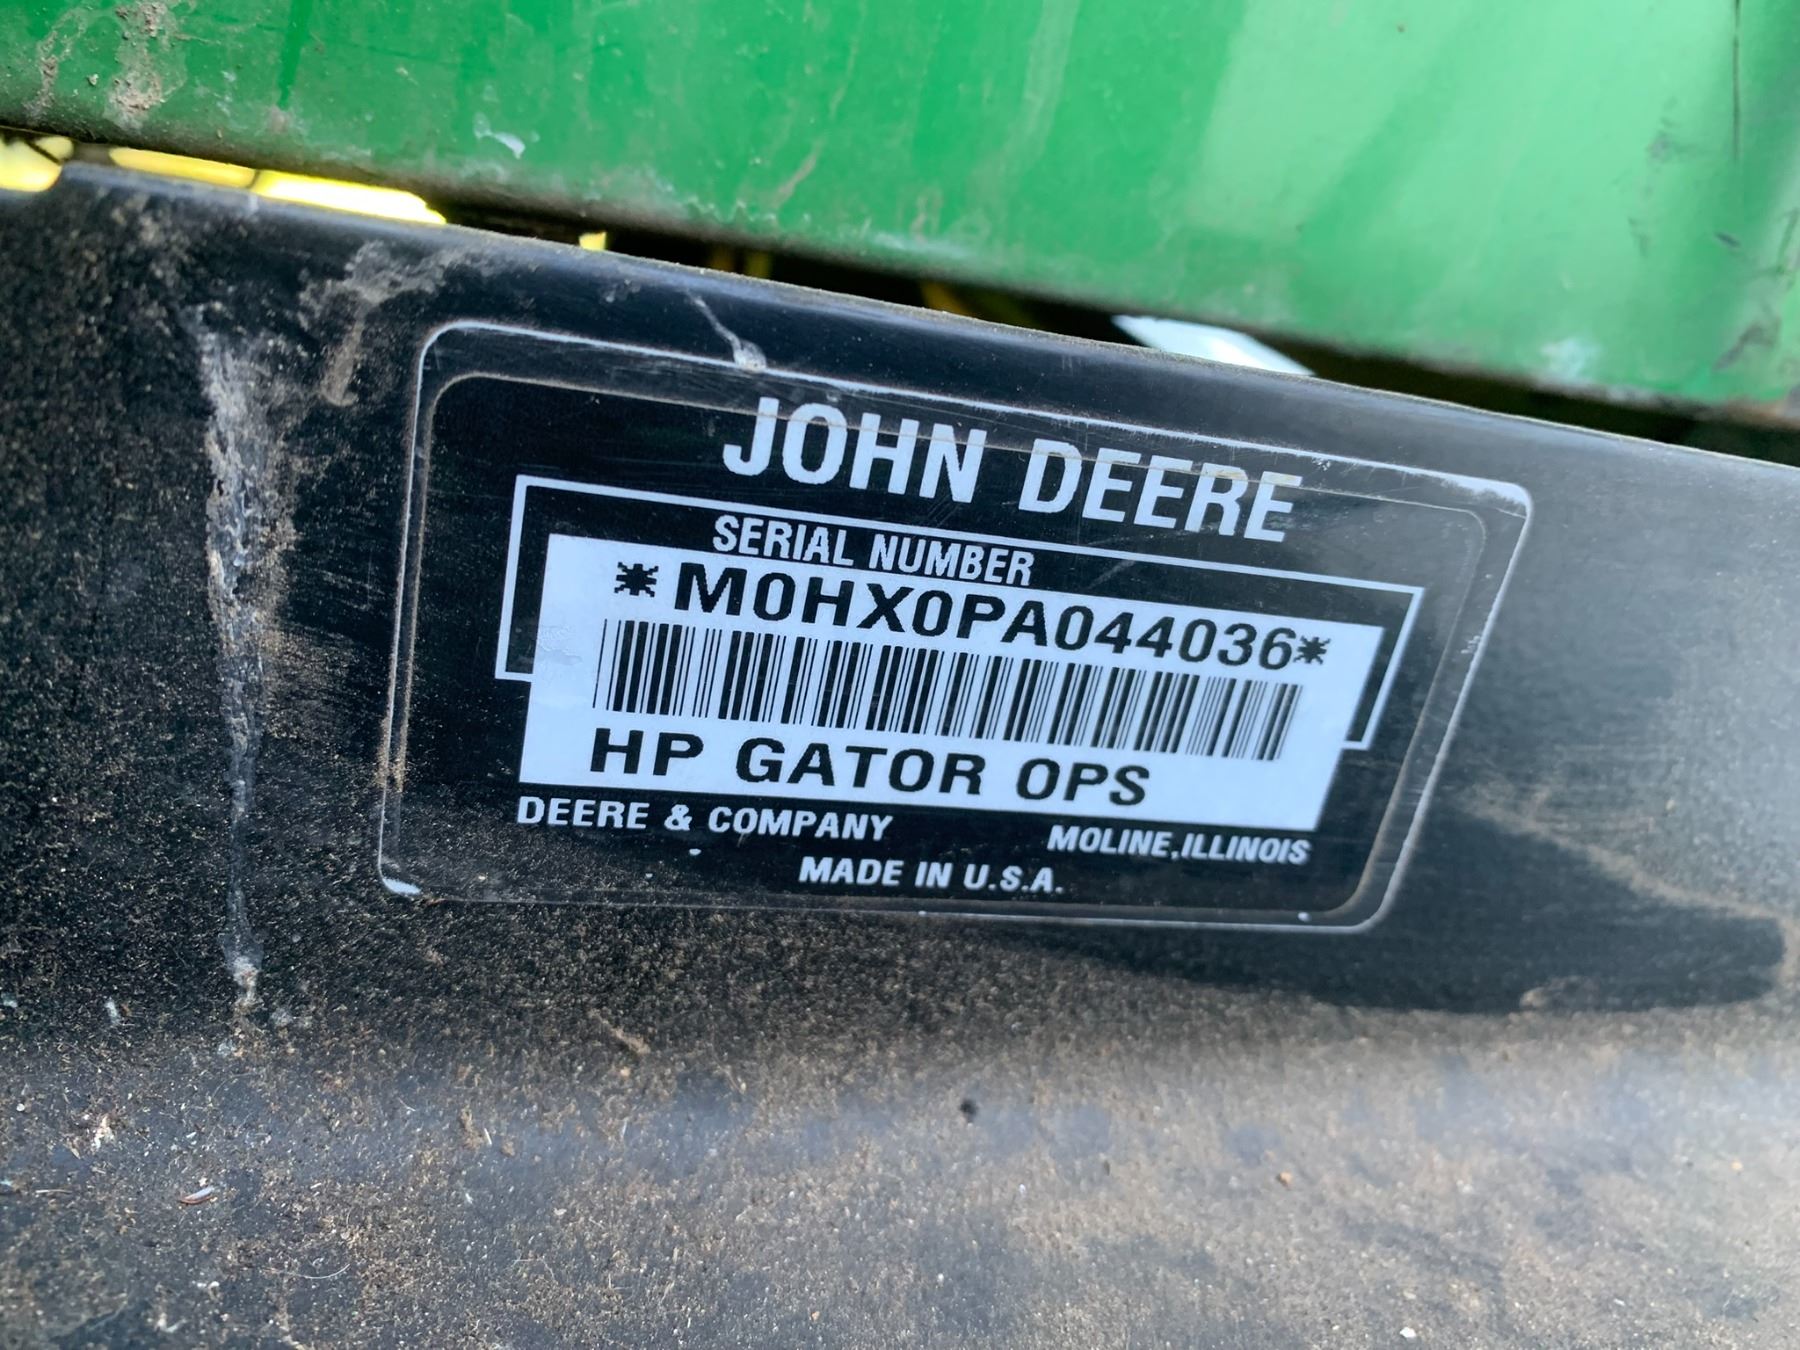 JOHN DEERE
SERIAL NUMBER
*M0HX0PA044036*
HP GATOR OPS
DEERE & COMPANY MOLINE, ILLINOIS
MADE IN U.S.A.